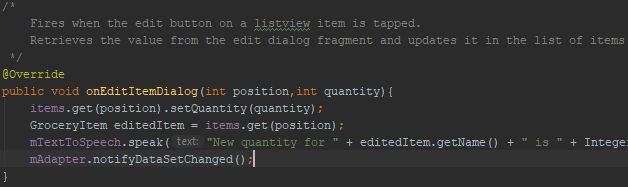 /*
Fires when the edit button on a listview item is tapped.
Retrieves the value from the edit dialog fragment and updates it in the list of items
*/
@Override
public void onEditItemDialog(int position,int quantity){
items.get(position).setQuantity(quantity);
GroceryItem editedItem = items.get(position);
mTextToSpeech.speak( text: "New quantity for " + editedItem.getName() + " is " + Intege
mAdapter.notifyDataSetChanged();
}